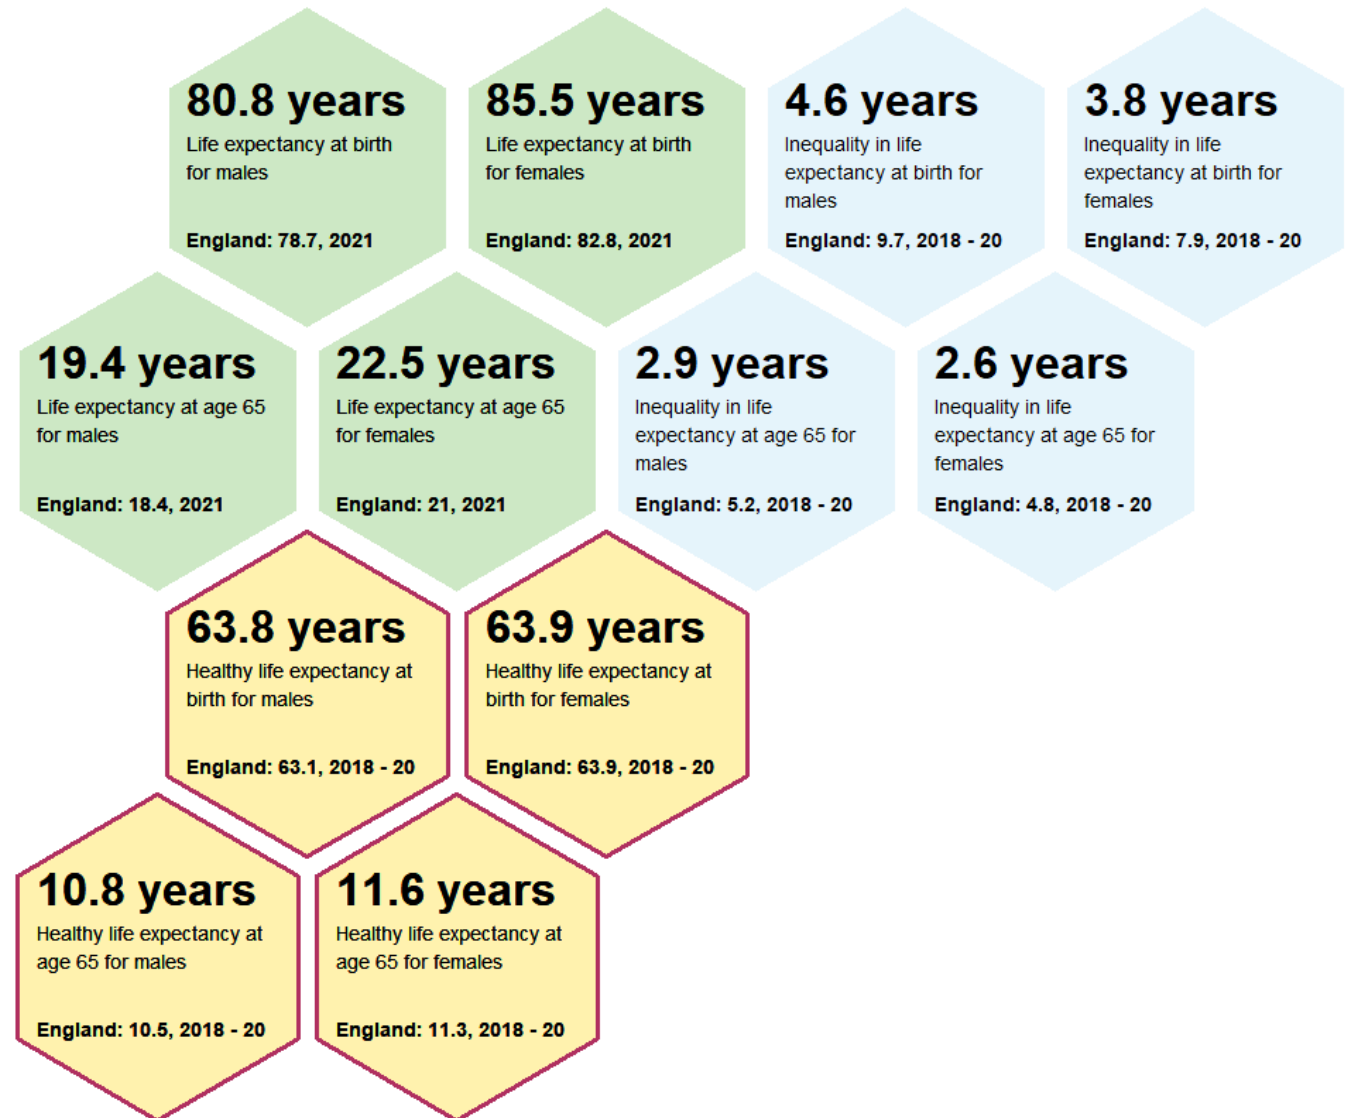 80.8 years
Life expectancy at birth
for males
England: 78.7, 2021
85.5 years
Life expectancy at birth
for females
England: 82.8, 2021
4.6 years
Inequality in life
expectancy at birth for
males
England: 9.7, 2018 - 20
3.8 years
Inequality in life
expectancy at birth for
females
England: 7.9, 2018 - 20
19.4 years
Life expectancy at age 65
for males
England: 18.4, 2021
22.5 years
Life expectancy at age 65
for females
England: 21, 2021
2.9 years
Inequality in life
expectancy at age 65 for
males
England: 5.2, 2018 - 20
2.6 years
Inequality in life
expectancy at age 65 for
females
England: 4.8, 2018 - 20
63.8 years
Healthy life expectancy at
birth for males
England: 63.1, 2018 - 20
63.9 years
Healthy life expectancy at
birth for females
England: 63.9, 2018 - 20
10.8 years
Healthy life expectancy at
age 65 for males
England: 10.5, 2018 - 20
11.6 years
Healthy life expectancy at
age 65 for females
England: 11.3, 2018 - 20